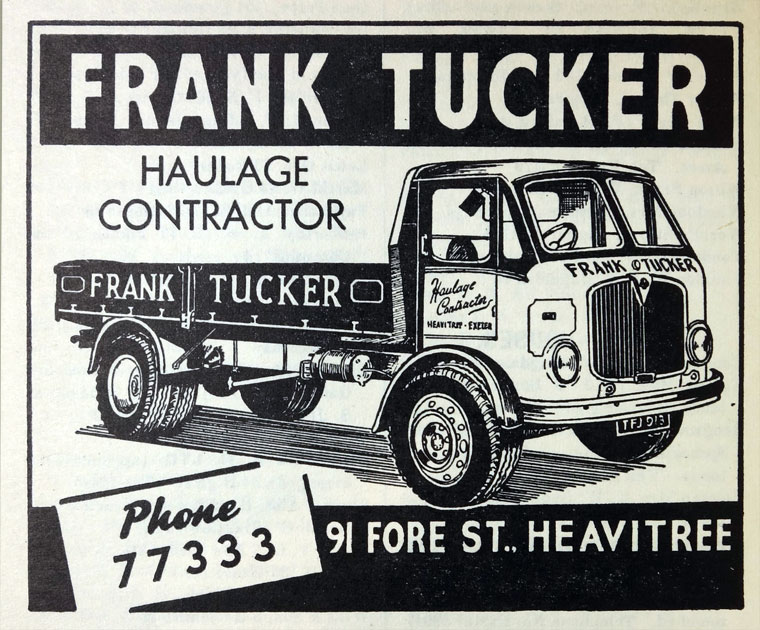 FRANK TUCKER
HAULAGE
CONTRACTOR
FRANK TUCKER
FRANK TUCKER
Haulage
Contractor
HEAVITREE - EXETER
TFJ 913
Phone
77333
91 FORE ST., HEAVITREE